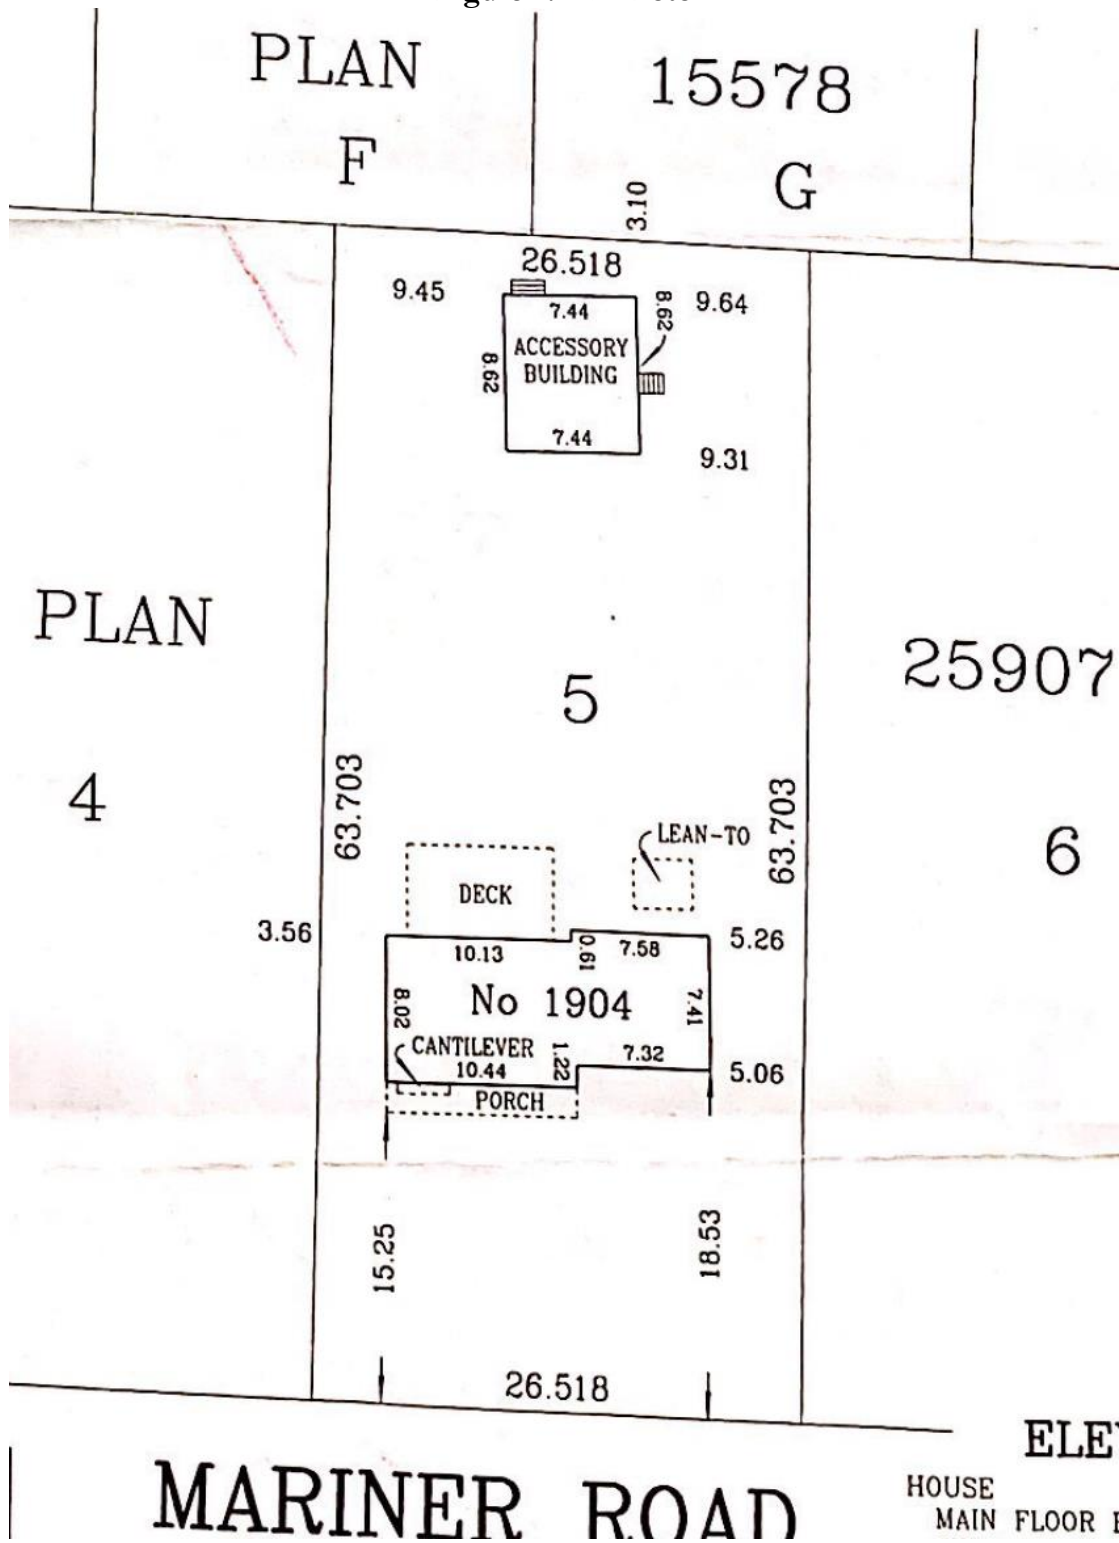 PLAN
15578
F
G
3.10
26.518
9.45
7.44
8.62
9.64
ACCESSORY
BUILDING
8.62
7.44
9.31
PLAN
5
25907
4
63.703
63.703
LEAN-TO
6
DECK
3.56
10.13
0.61
7.58
5.26
No 1904
8.02
7.41
CANTILEVER
1.22
7.32
10.44
5.06
PORCH
15.25
18.53
26.518
MARINER ROAD
HOUSE
MAIN FLOOR